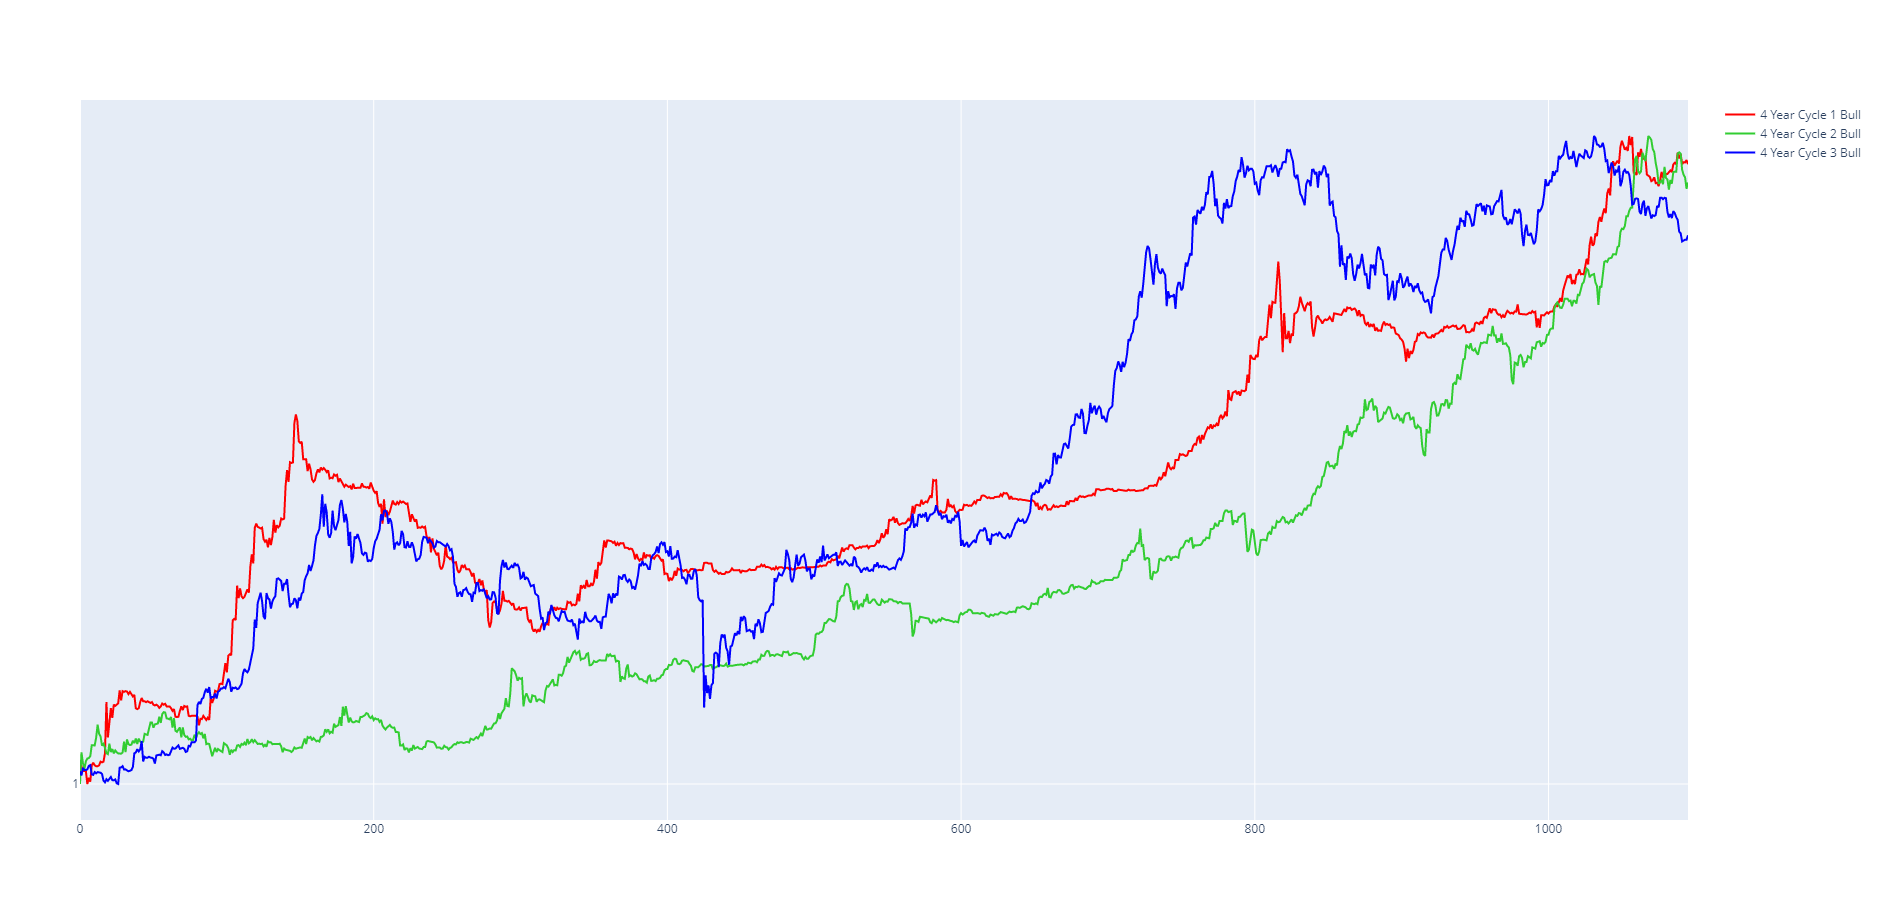 4 Year Cycle 1 Bull
4 Year Cycle 2 Bull
4 Year Cycle 3 Bull
1
0 200 400 600 800 1000